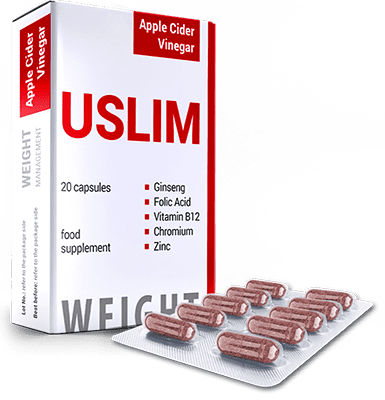 Apple Cider
Vinegar
USLIM
20 capsules
food
supplement
Ginseng
Folic Acid
Vitamin B12
Chromium
Zinc
WEIGHT
Apple Cider
Vinegar
WEIGHT
MANAGEMENT
Lot No.: refer to the package side
Best before: refer to the package side